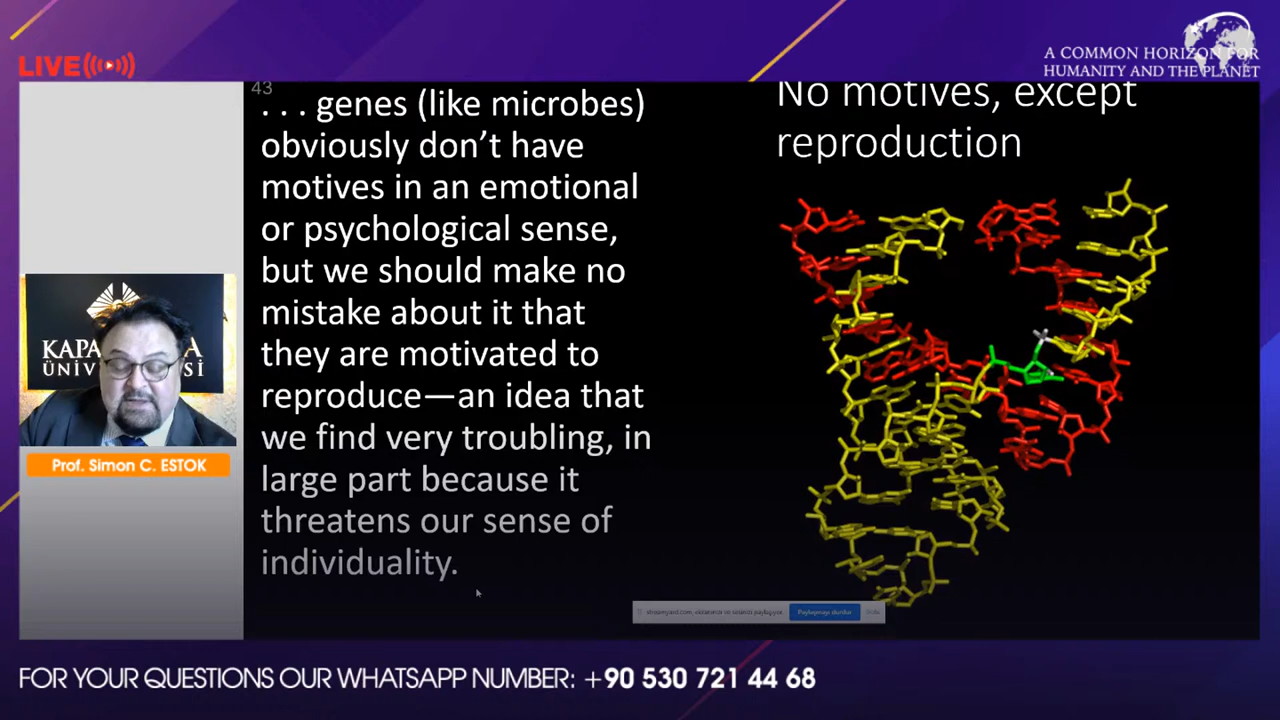 LIVE
A COMMON HORIZON FOR
HUMANITY AND THE PLANET
43
. . . genes (like microbes)
obviously don’t have
motives in an emotional
or psychological sense,
but we should make no
mistake about it that
they are motivated to
reproduce—an idea that
we find very troubling, in
large part because it
threatens our sense of
individuality.
No motives, except
reproduction
Prof. Simon C. ESTOK
Paylaşmayı durdur
FOR YOUR QUESTIONS OUR WHATSAPP NUMBER: +90 530 721 44 68